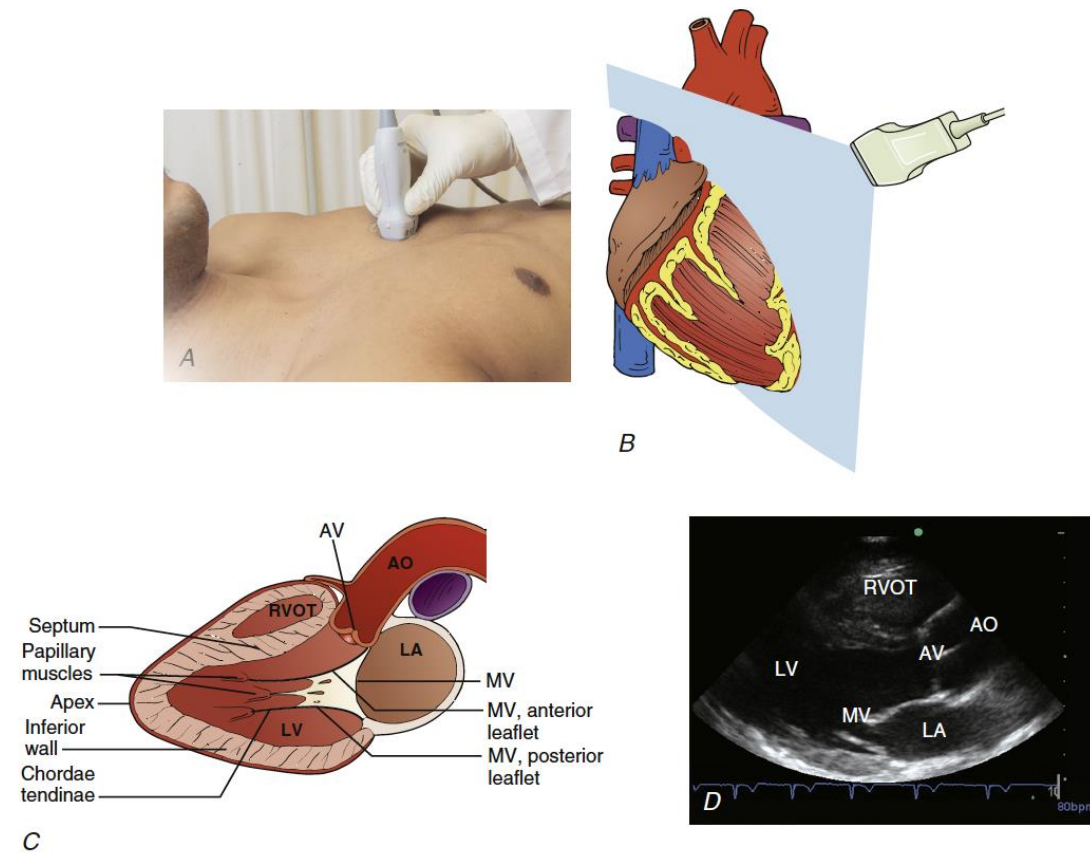 A
B
AV
AO
RVOT
Septum
Papillary
muscles
Apex
Inferior
wall
Chordae
tendinae
LA
LV
MV
MV, anterior
leaflet
MV, posterior
leaflet
C
RVOT
AO
AV
LV
MV
LA
D
10
80bpm